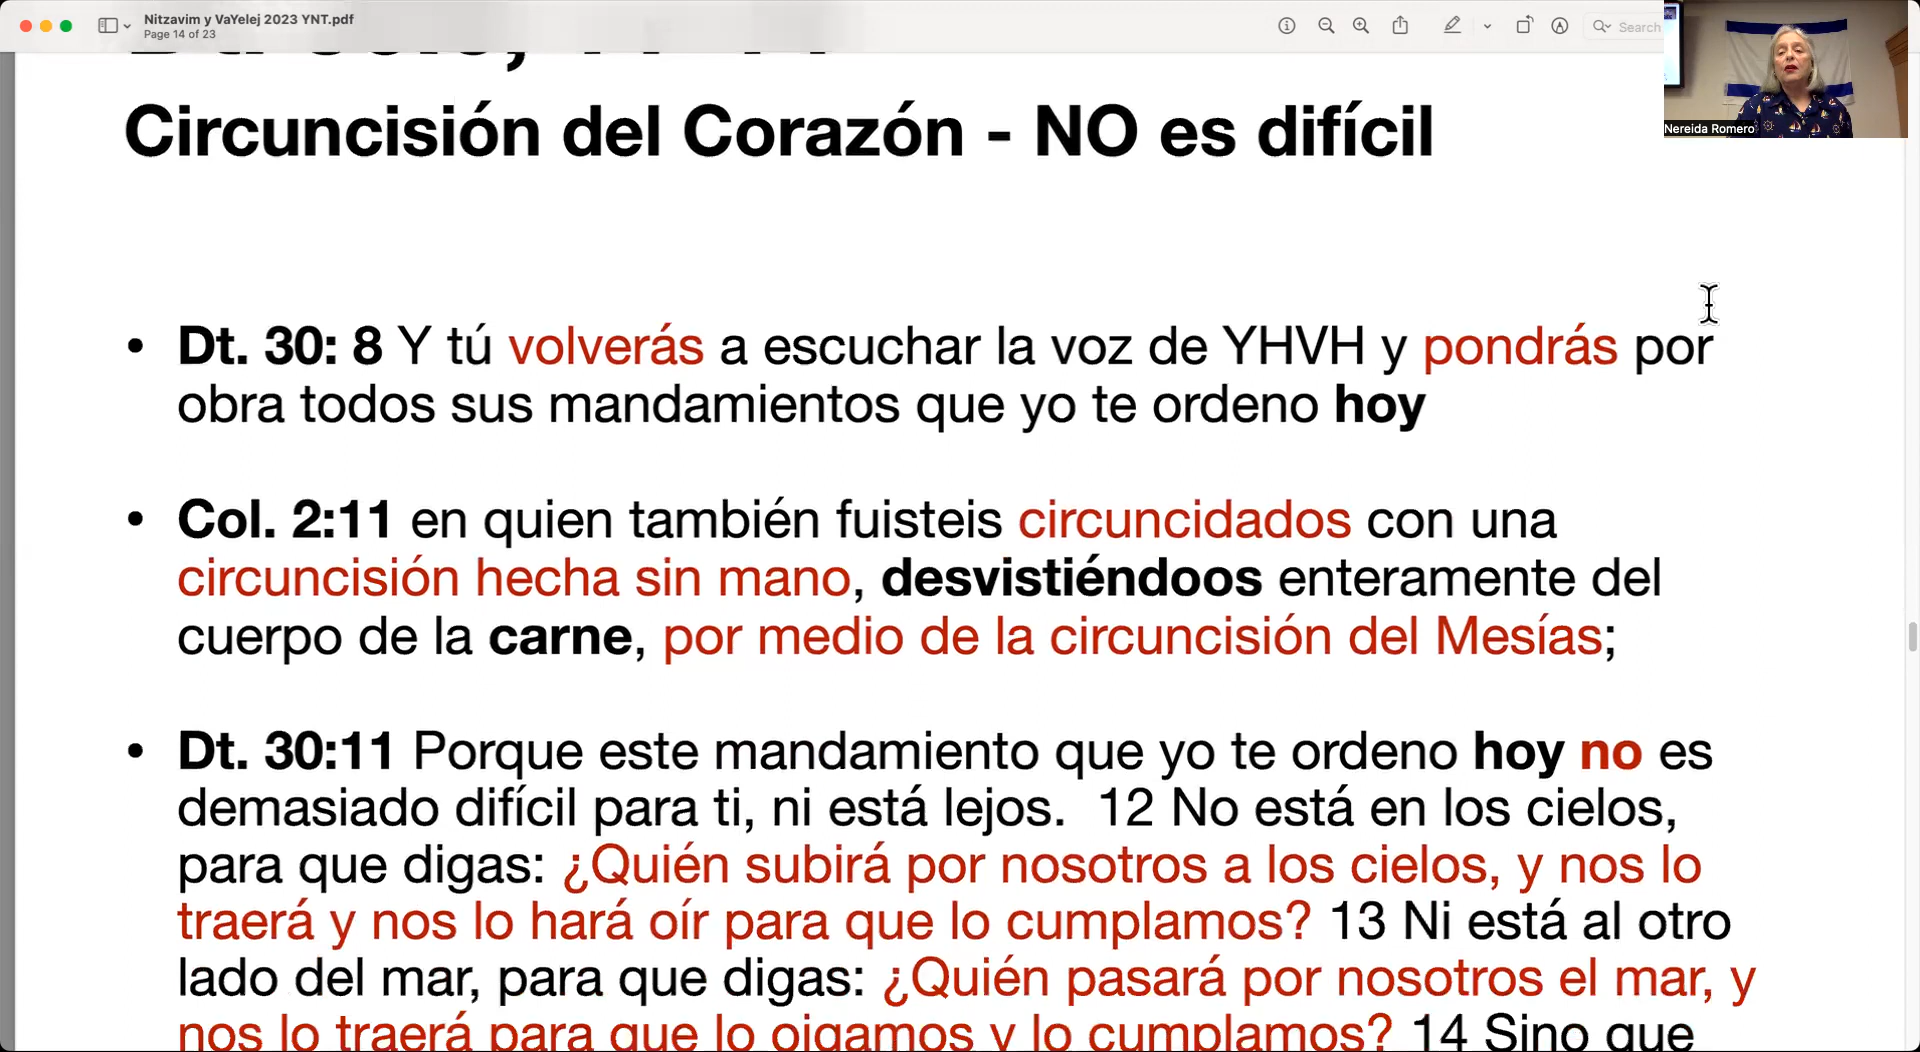 Nitzavim y VaYelej 2023 YNT.pdf
Page 14 of 23
Search
Nereida Romero
Circuncisión del Corazón - NO es difícil
• Dt. 30: 8 Y tú volverás a escuchar la voz de YHVH y pondrás por
obra todos sus mandamientos que yo te ordeno hoy
• Col. 2:11 en quien también fuisteis circuncidados con una
circuncisión hecha sin mano, desvistiéndoos enteramente del
cuerpo de la carne, por medio de la circuncisión del Mesías;
• Dt. 30:11 Porque este mandamiento que yo te ordeno hoy no es
demasiado difícil para ti, ni está lejos. 12 No está en los cielos,
para que digas: ¿Quién subirá por nosotros a los cielos, y nos lo
traerá y nos lo hará oír para que lo cumplamos? 13 Ni está al otro
lado del mar, para que digas: ¿Quién pasará por nosotros el mar, y
nos lo traerá para que lo oigamos y lo cumplamos? 14 Sino que